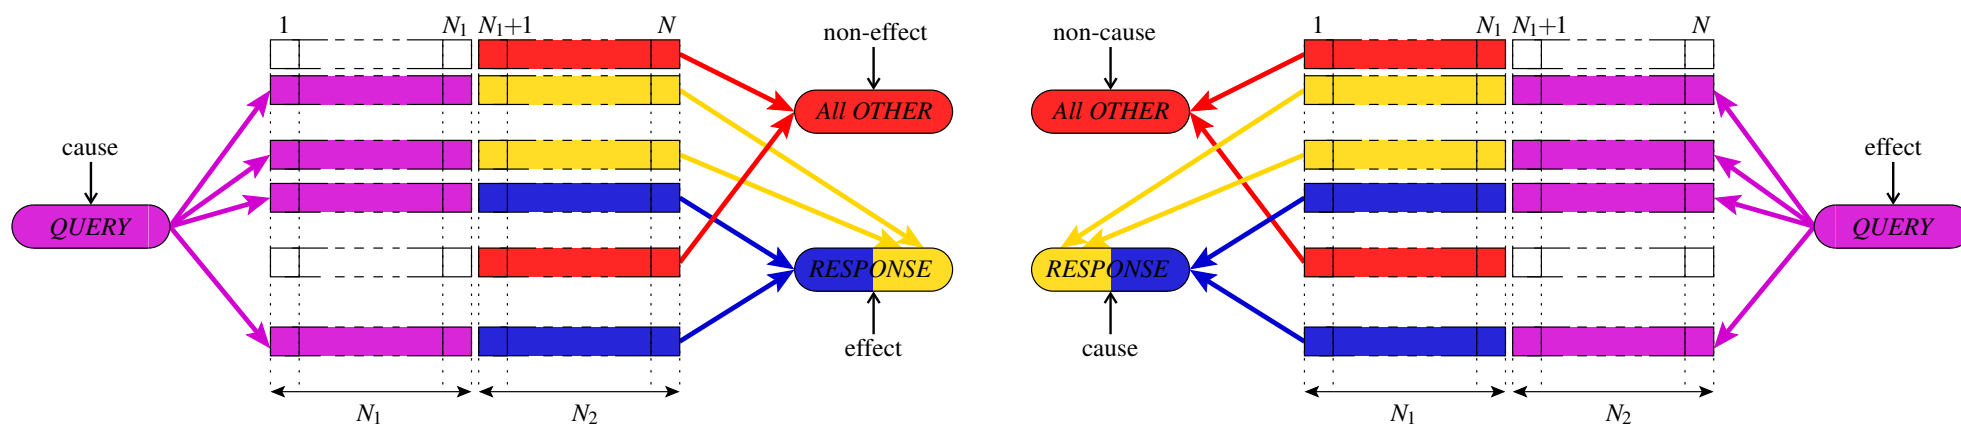 1 N₁ N₁+1 N
non-effect
All OTHER
cause
QUERY
RESPONSE
effect
N₁ N₂
1 N₁ N₁+1 N
non-cause
All OTHER
effect
QUERY
RESPONSE
cause
N₁ N₂